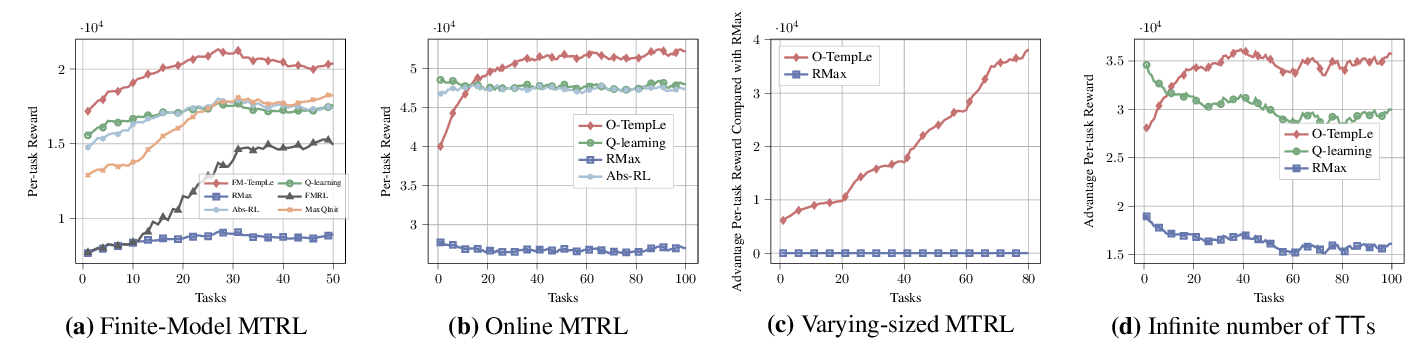 ·10⁴
2
1.5
1
Per-task Reward
0 10 20 30 40 50
Tasks
FM-TempLe
Q-learning
RMax
FMRL
Abs-RL
MaxQInit
(a) Finite-Model MTRL
·10⁴
5
4.5
4
3.5
3
Per-task Reward
0 20 40 60 80 100
Tasks
O-TempLe
Q-learning
RMax
Abs-RL
(b) Online MTRL
·10⁴
4
3
2
1
0
Advantage Per-task Reward Compared with RMax
0 20 40 60 80
Tasks
O-TempLe
RMax
(c) Varying-sized MTRL
·10⁴
3.5
3
2.5
2
1.5
Advantage Per-task Reward
0 20 40 60 80 100
Tasks
O-TempLe
Q-learning
RMax
(d) Infinite number of TTs